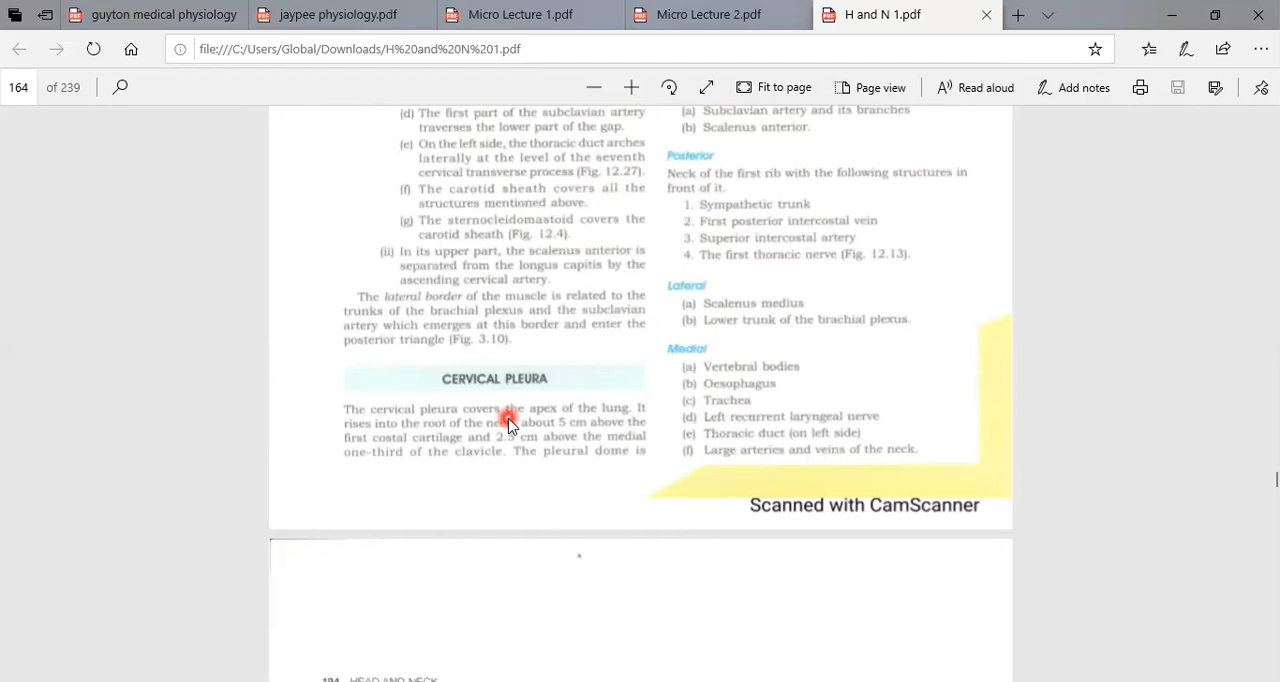 guyton medical physiology
jaypee physiology.pdf
Micro Lecture 1.pdf
Micro Lecture 2.pdf
H and N 1.pdf
file:///C:/Users/Global/Downloads/H%20and%20N%201.pdf
164 of 239
Fit to page
Page view
Read aloud
Add notes
(d) The first part of the subclavian artery
traverses the lower part of the gap.
(e) On the left side, the thoracic duct arches
laterally at the level of the seventh
cervical transverse process (Fig. 12.27).
(f) The carotid sheath covers all the
structures mentioned above.
(g) The sternocleidomastoid covers the
carotid sheath (Fig. 12.4).
(ii) In its upper part, the scalenus anterior is
separated from the longus capitis by the
ascending cervical artery.
The lateral border of the muscle is related to the
trunks of the brachial plexus and the subclavian
artery which emerges at this border and enter the
posterior triangle (Fig. 3.10).
CERVICAL PLEURA
The cervical pleura covers the apex of the lung. It
rises into the root of the about 5 cm above the
first costal cartilage and 2.5 cm above the medial
one-third of the clavicle. The pleural dome is
(a) Subclavian artery and its branches
(b) Scalenus anterior.
Posterior
Neck of the first rib with the following structures in
front of it.
1. Sympathetic trunk
2. First posterior intercostal vein
3. Superior intercostal artery
4. The first thoracic nerve (Fig. 12.13).
Lateral
(a) Scalenus medius
(b) Lower trunk of the brachial plexus.
Medial
(a) Vertebral bodies
(b) Oesophagus
(c) Trachea
(d) Left recurrent laryngeal nerve
(e) Thoracic duct (on left side)
(f) Large arteries and veins of the neck.
Scanned with CamScanner
194 HEAD AND NECK